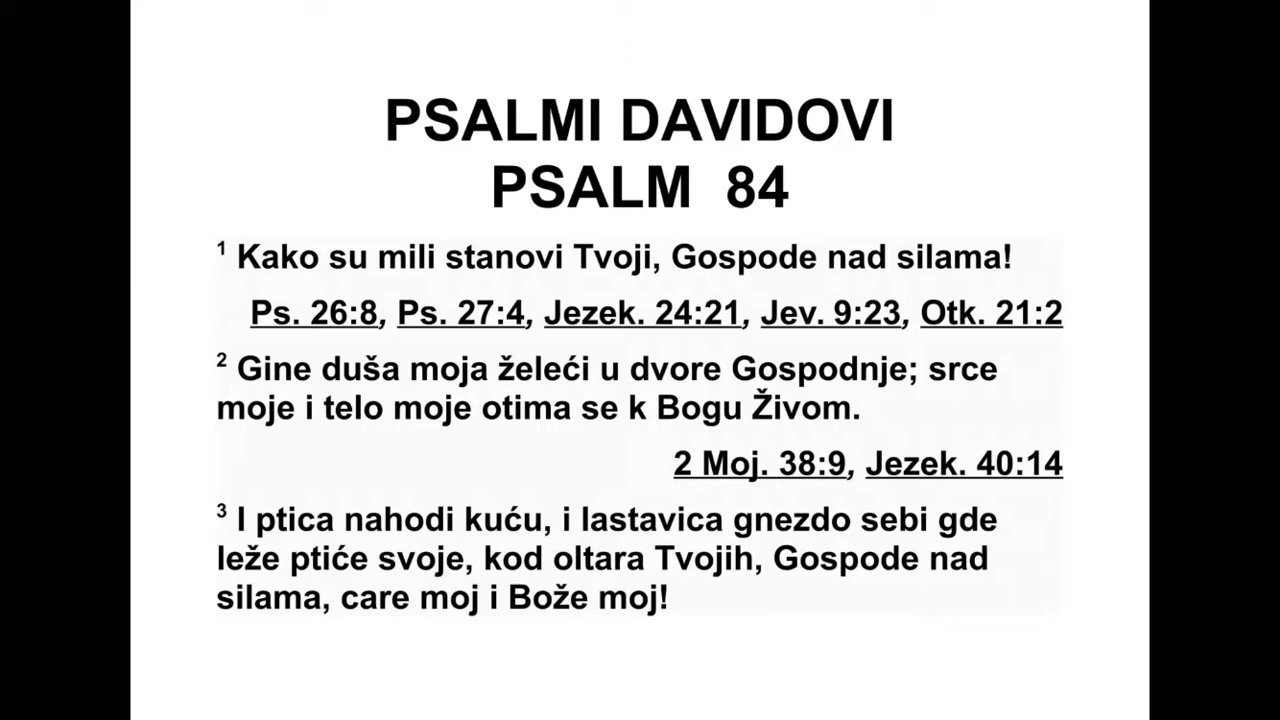 PSALMI DAVIDOVI
PSALM 84
1 Kako su mili stanovi Tvoji, Gospode nad silama!
Ps. 26:8, Ps. 27:4, Jezek. 24:21, Jev. 9:23, Otk. 21:2
2 Gine duša moja želeći u dvore Gospodnje; srce
moje i telo moje otima se k Bogu Živom.
2 Moj. 38:9, Jezek. 40:14
3 I ptica nahodi kuću, i lastavica gnezdo sebi gde
leže ptiće svoje, kod oltara Tvojih, Gospode nad
silama, care moj i Bože moj!